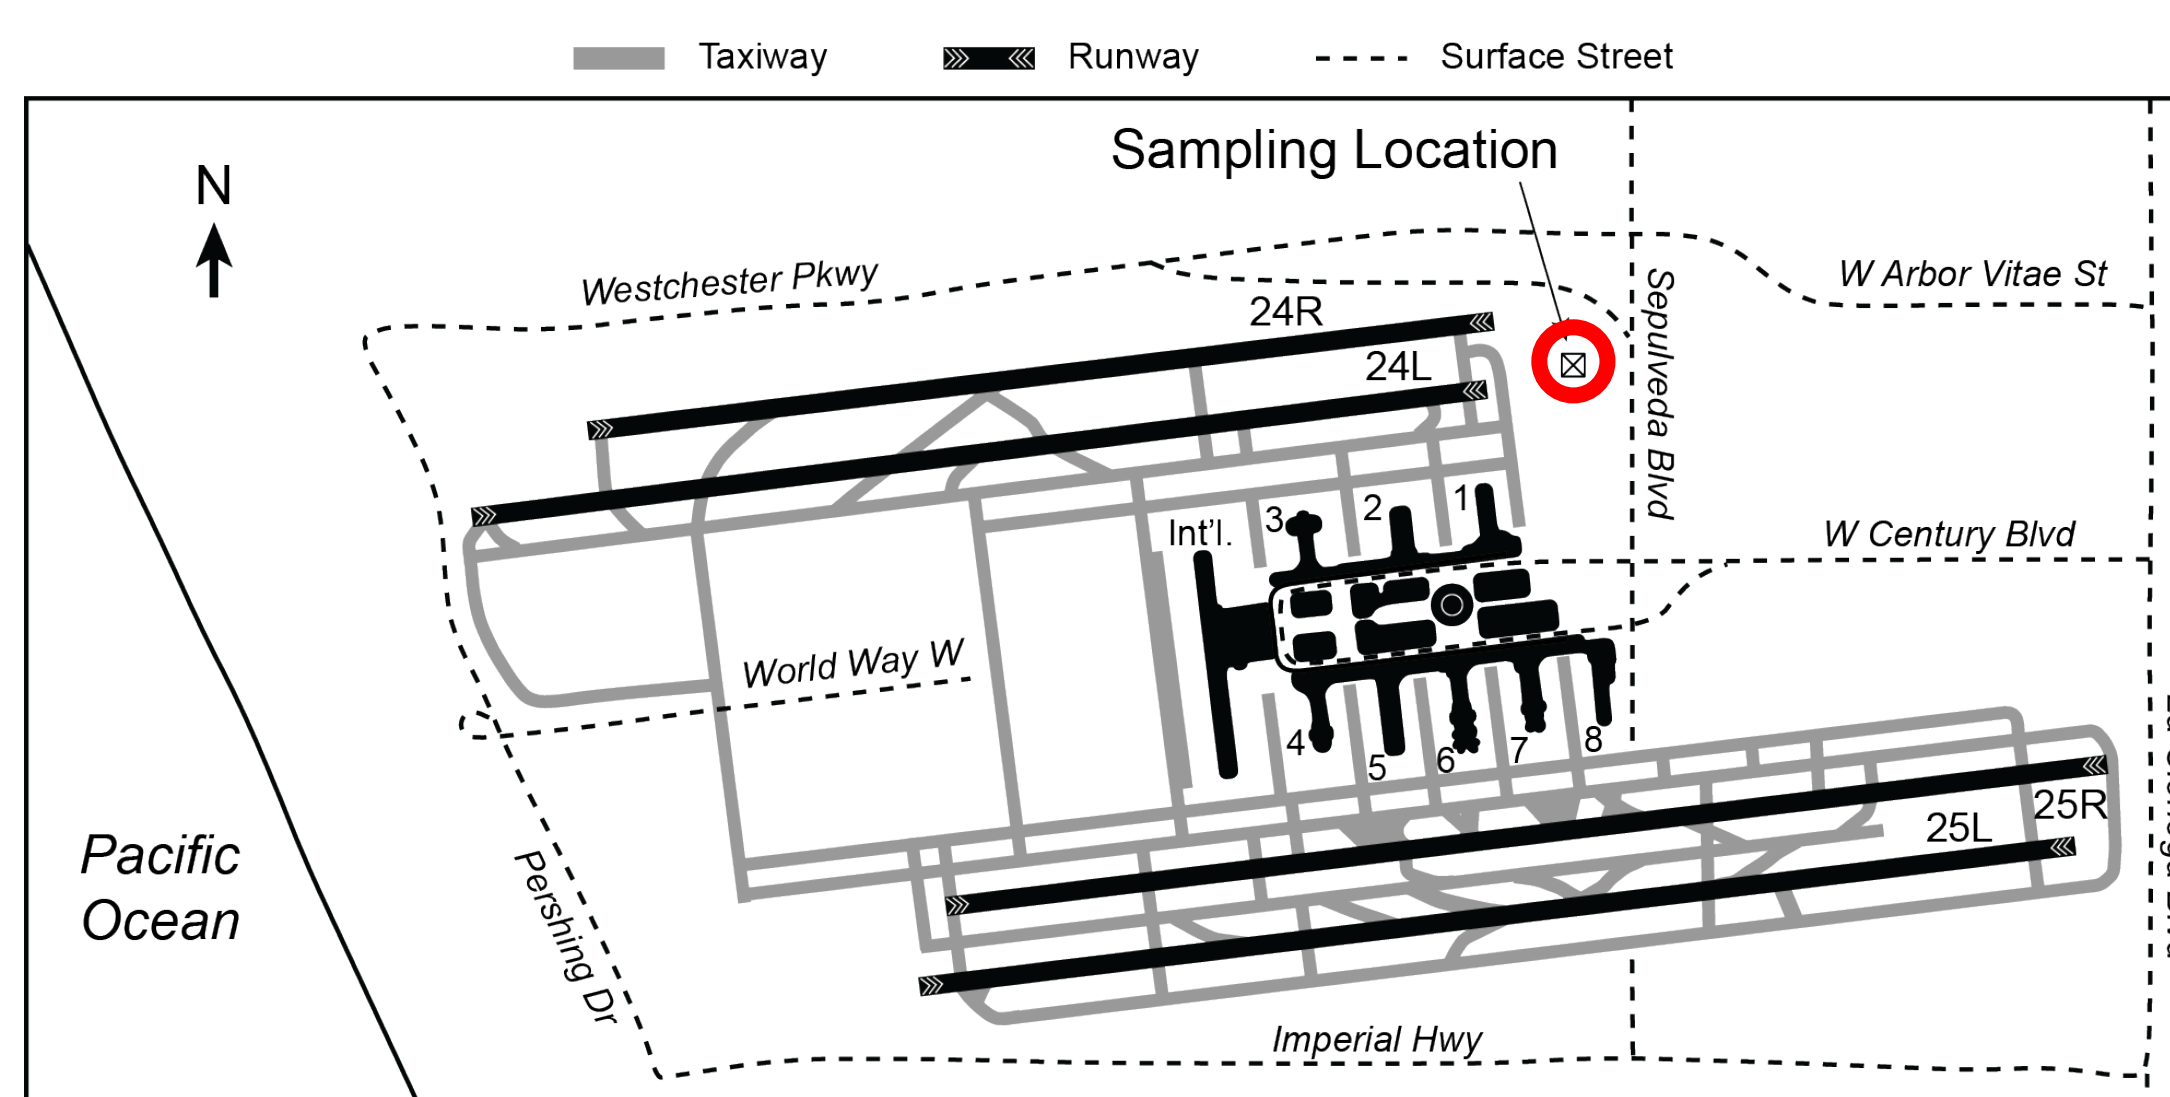 Taxiway
Runway
Surface Street
Sampling Location
N
Westchester Pkwy
24R
24L
Sepulveda Blvd
W Arbor Vitae St
W Century Blvd
Int'l.
3
2
1
World Way W
4
5
6
7
8
25R
25L
Pacific
Ocean
Pershing Dr
Imperial Hwy